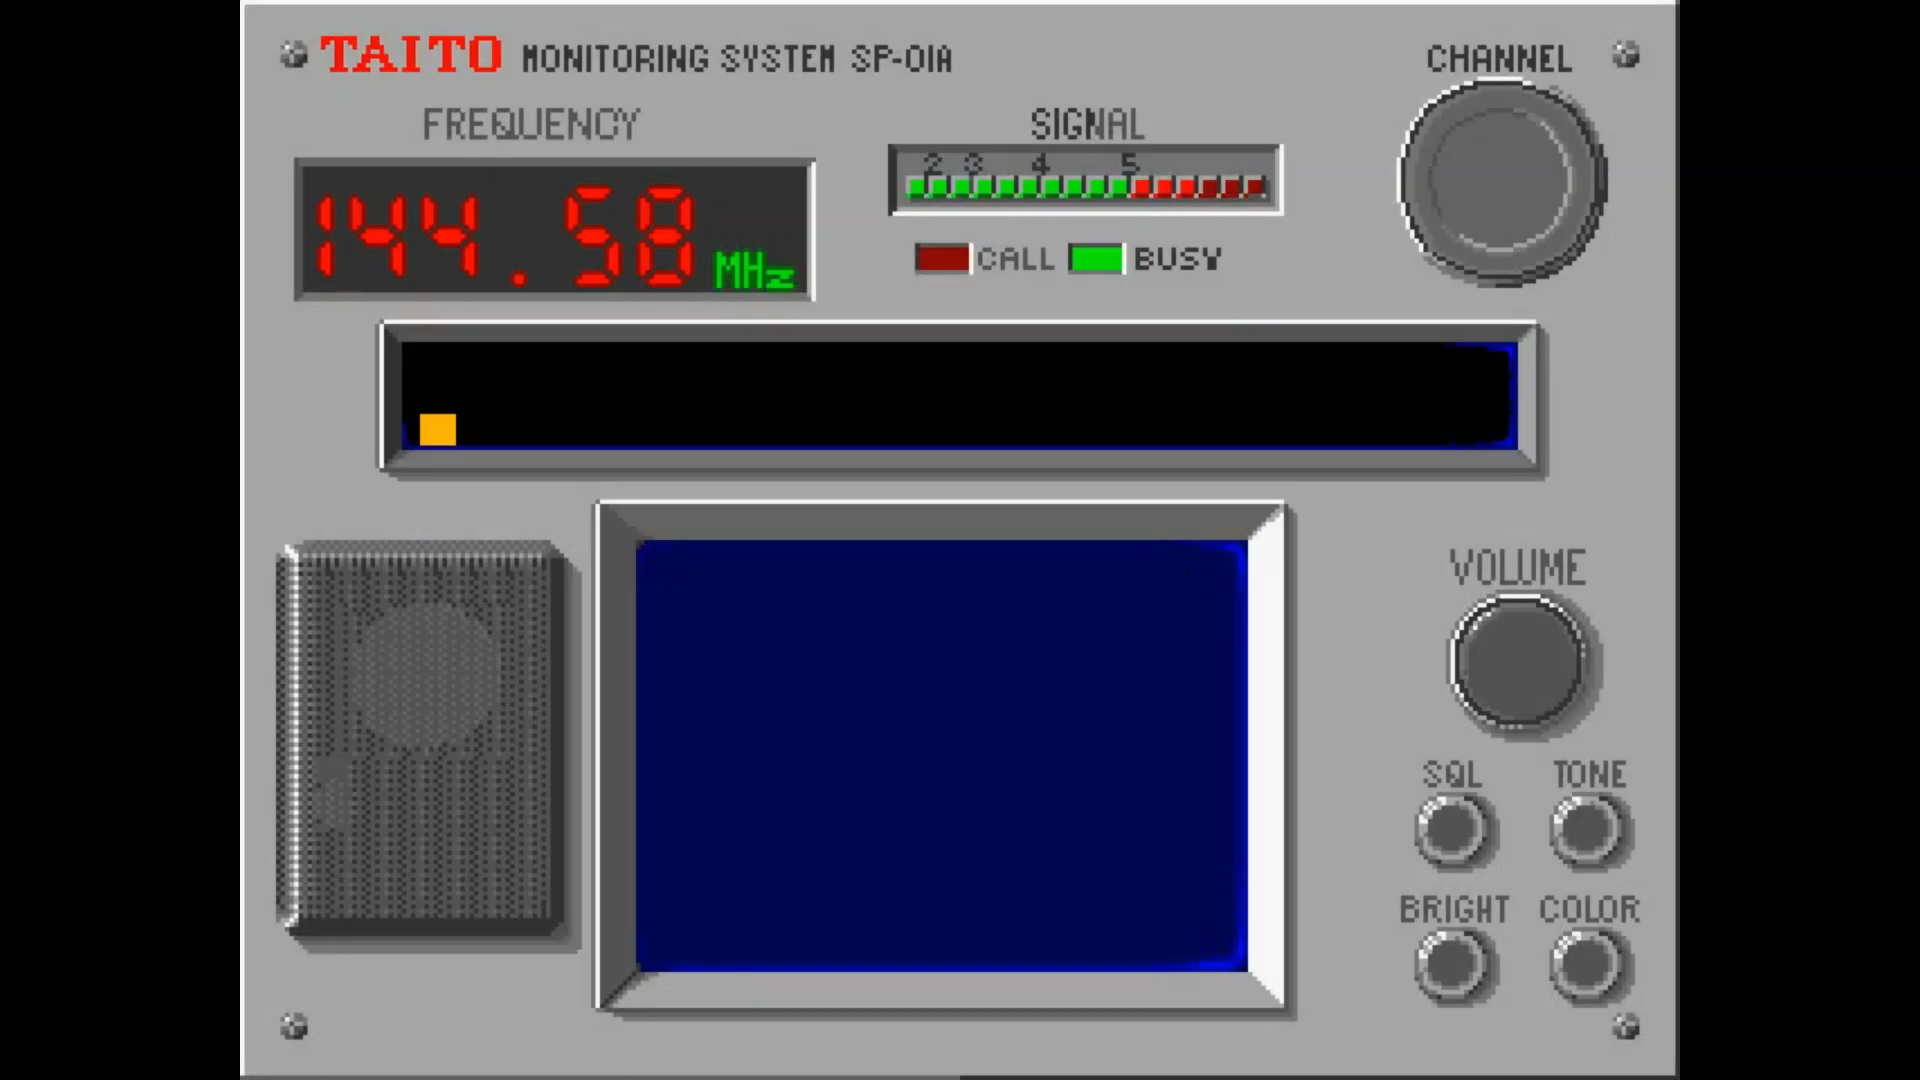 TAITO MONITORING SYSTEM SP-01A
CHANNEL
FREQUENCY
SIGNAL
2 3 4 5
144.58 MHz
CALL BUSY
VOLUME
SQL TONE
BRIGHT COLOR